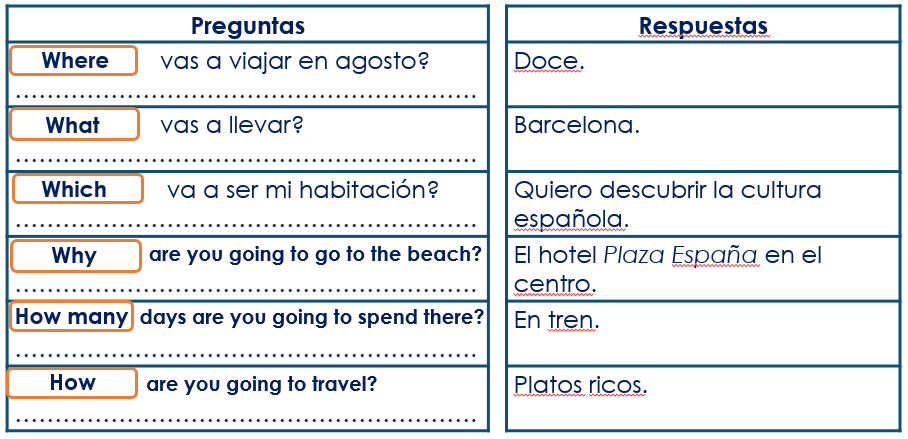 Preguntas
Where vas a viajar en agosto?
……………………………………………………
What vas a llevar?
……………………………………………………
Which va a ser mi habitación?
……………………………………………………
Why are you going to go to the beach?
……………………………………………………
How many days are you going to spend there?
……………………………………………………
How are you going to travel?
……………………………………………………
Respuestas
Doce.
Barcelona.
Quiero descubrir la cultura
española.
El hotel Plaza España en el
centro.
En tren.
Platos ricos.